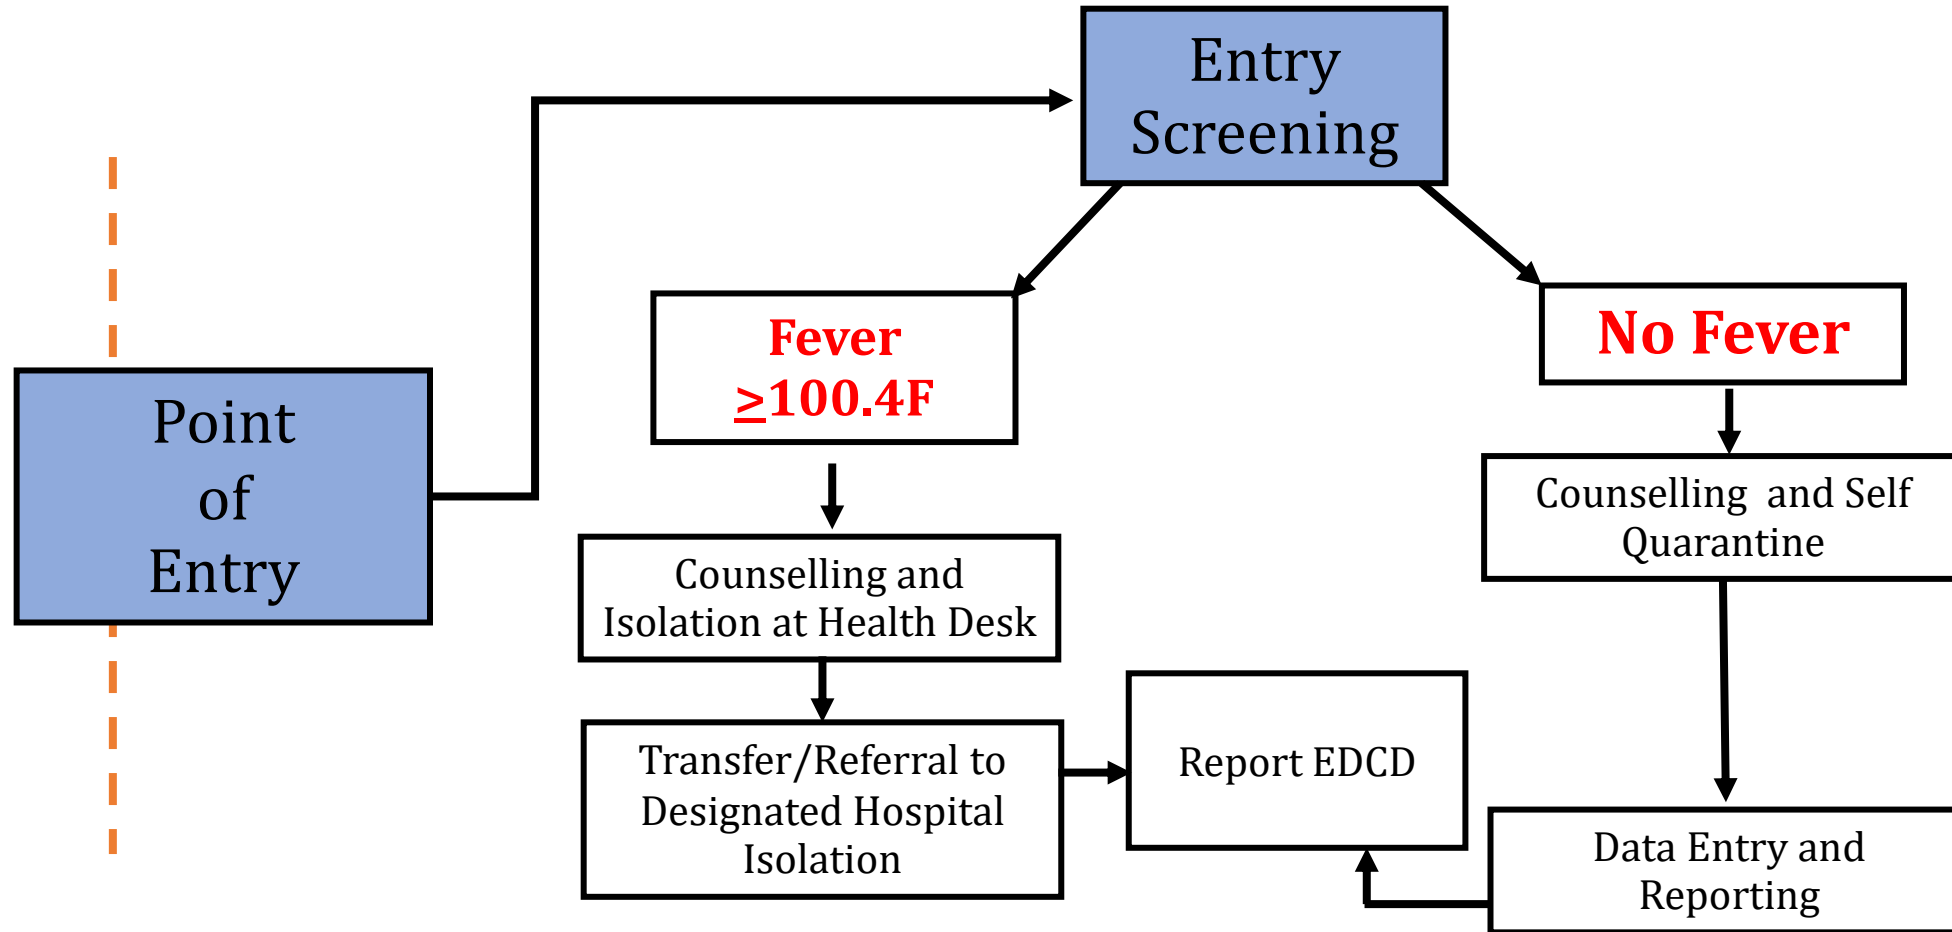 Entry
Screening
Point
of
Entry
Fever
≥100.4F
No Fever
Counselling and
Isolation at Health Desk
Counselling  and Self
Quarantine
Transfer/Referral to
Designated Hospital
Isolation
Report EDCD
Data Entry and
Reporting